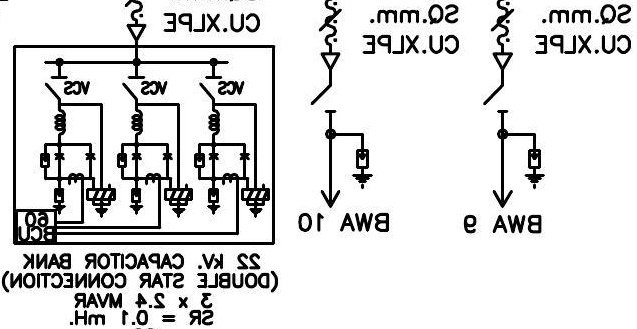 SQ.mm.
CU.XLPE
BWA 9
SQ.mm.
CU.XLPE
BWA 10
CU.XLPE
VCS VCS VCS
60
BCU
22 kV. CAPACITOR BANK
(DOUBLE STAR CONNECTION)
3 x 2.4 MVAR
SR = 0.1 mH.